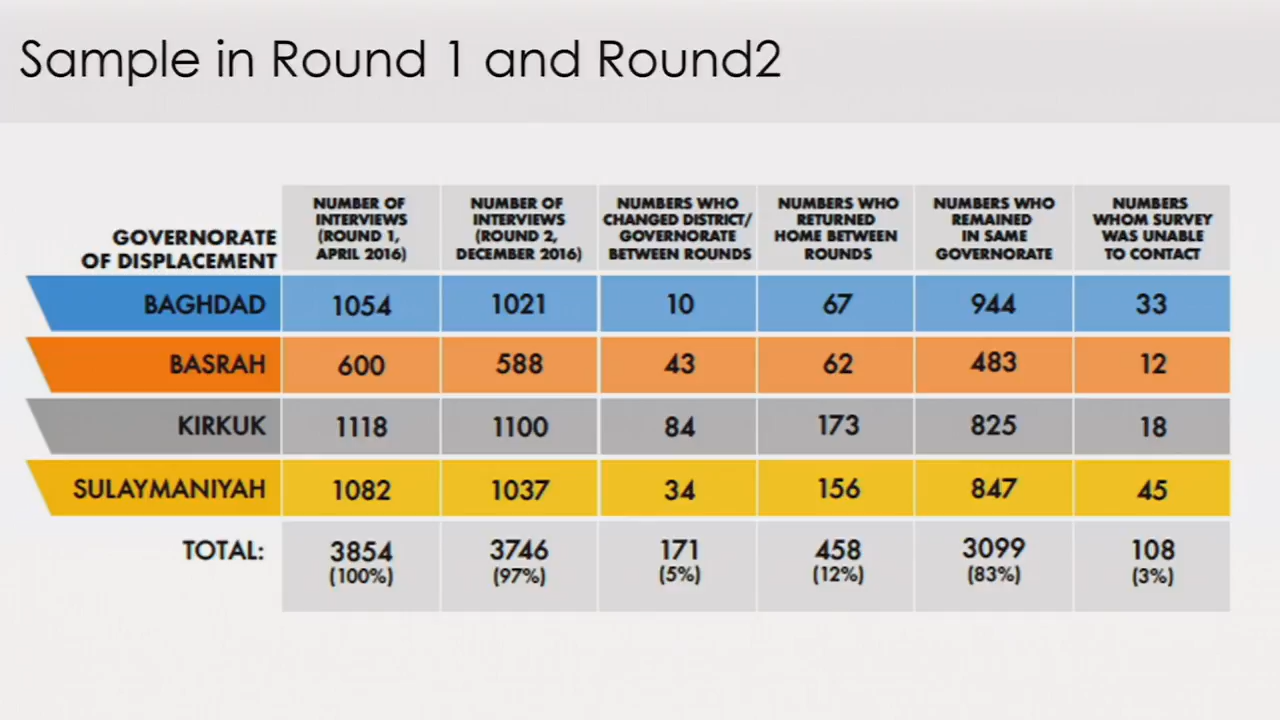 Sample in Round 1 and Round2
GOVERNORATE
OF DISPLACEMENT
NUMBER OF
INTERVIEWS
(ROUND 1,
APRIL 2016)
NUMBER OF
INTERVIEWS
(ROUND 2,
DECEMBER 2016)
NUMBERS WHO
CHANGED DISTRICT/
GOVERNORATE
BETWEEN ROUNDS
NUMBERS WHO
RETURNED
HOME BETWEEN
ROUNDS
NUMBERS WHO
REMAINED
IN SAME
GOVERNORATE
NUMBERS
WHOM SURVEY
WAS UNABLE
TO CONTACT
BAGHDAD 1054 1021 10 67 944 33
BASRAH 600 588 43 62 483 12
KIRKUK 1118 1100 84 173 825 18
SULAYMANIYAH 1082 1037 34 156 847 45
TOTAL: 3854 3746 171 458 3099 108
(100%) (97%) (5%) (12%) (83%) (3%)